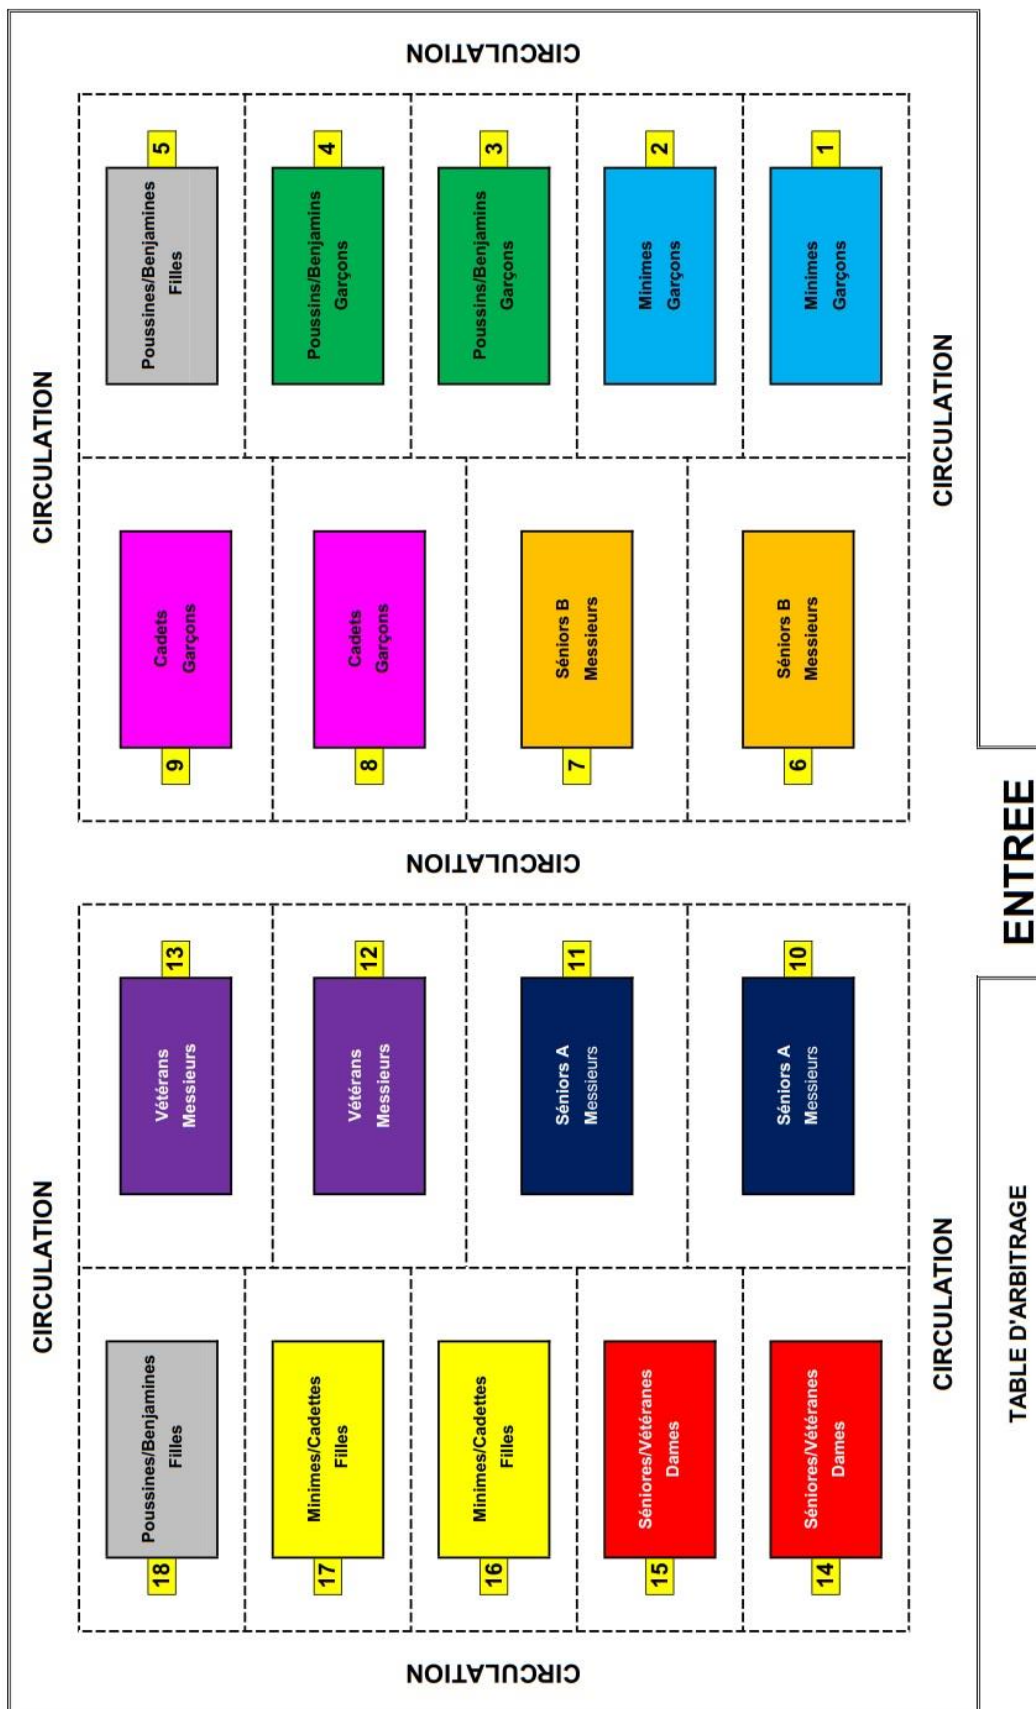 CIRCULATION
5
Poussines/Benjamines
Filles
4
Poussins/Benjamins
Garçons
3
Poussins/Benjamins
Garçons
2
Minimes
Garçons
1
Minimes
Garçons
CIRCULATION
CIRCULATION
9
Cadets
Garçons
8
Cadets
Garçons
7
Séniors B
Messieurs
6
Séniors B
Messieurs
CIRCULATION
ENTREE
13
Vétérans
Messieurs
12
Vétérans
Messieurs
11
Séniors A
Messieurs
10
Séniors A
Messieurs
CIRCULATION
CIRCULATION
TABLE D'ARBITRAGE
18
Poussines/Benjamines
Filles
17
Minimes/Cadettes
Filles
16
Minimes/Cadettes
Filles
15
Séniores/Vétéranes
Dames
14
Séniores/Vétéranes
Dames
CIRCULATION